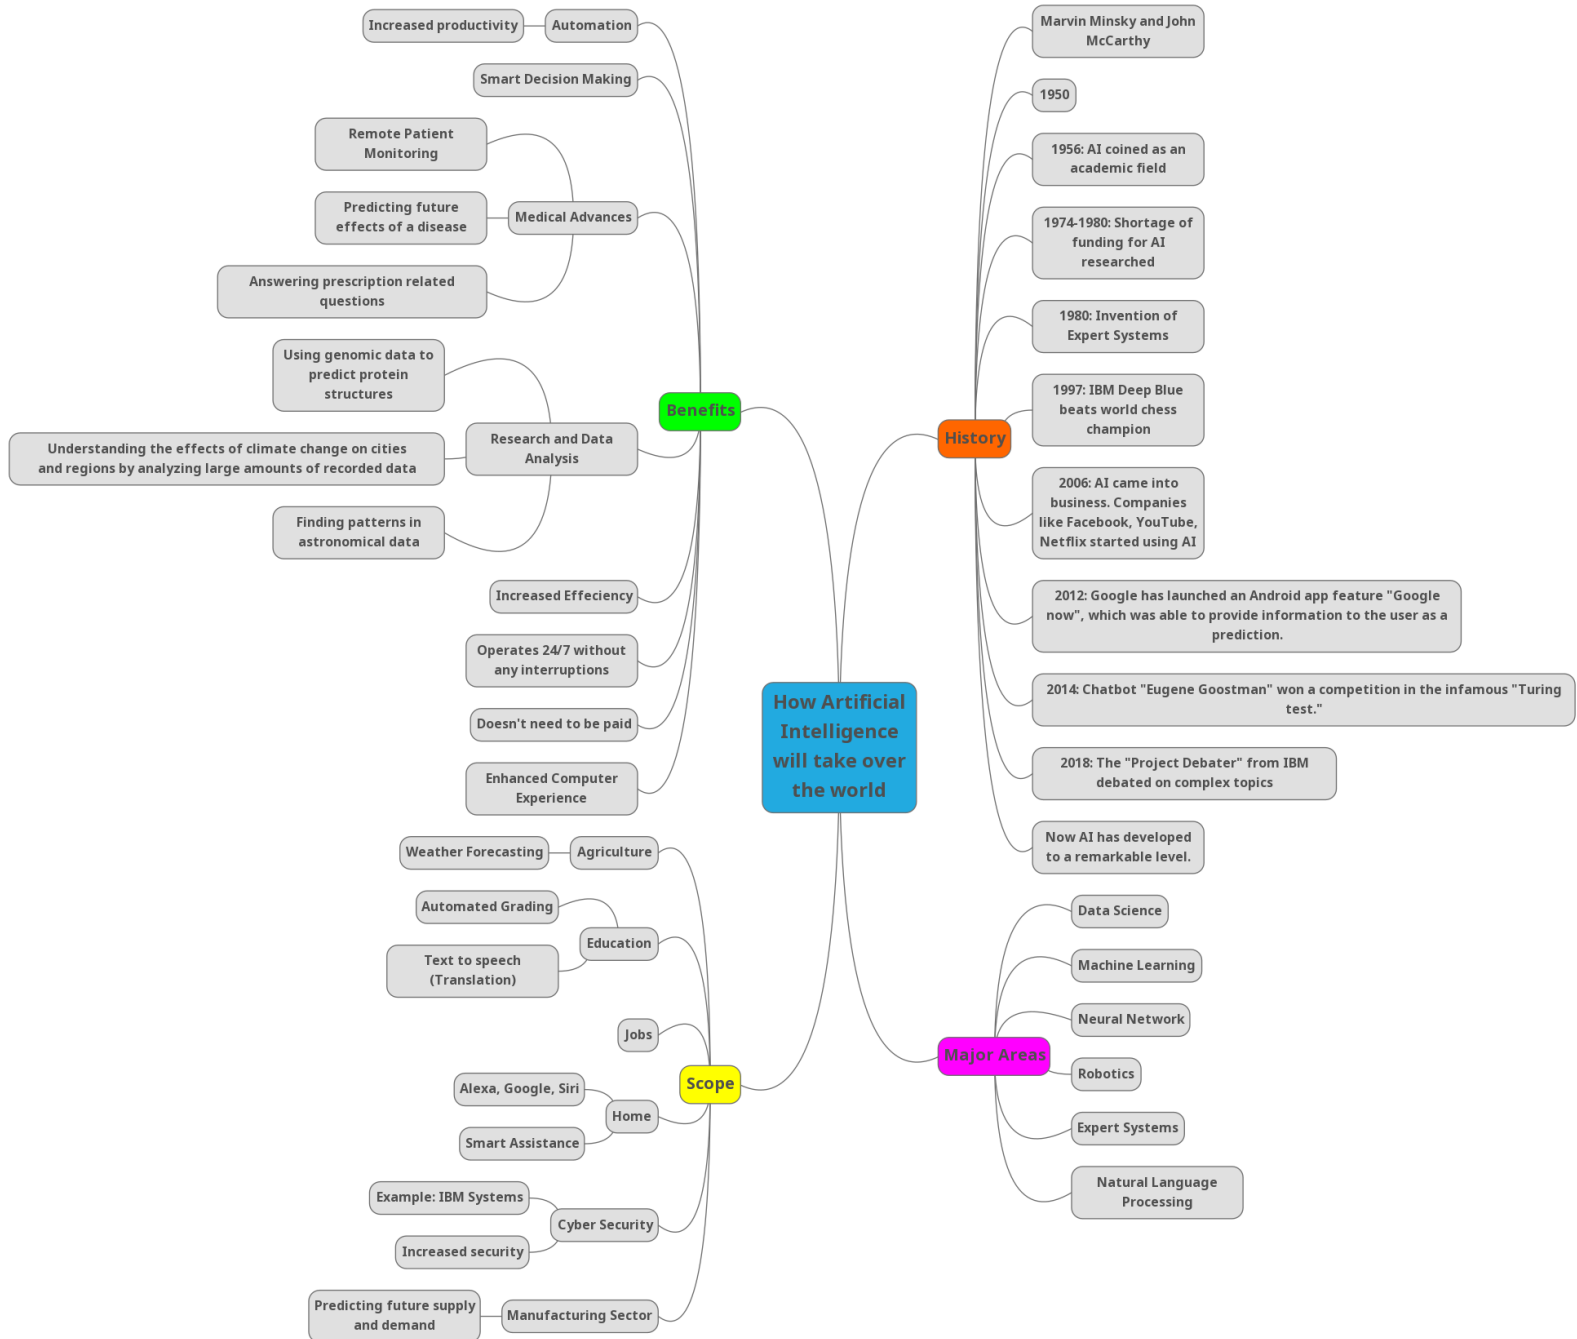 How Artificial
Intelligence
will take over
the world
Benefits
Automation
Increased productivity
Smart Decision Making
Medical Advances
Remote Patient
Monitoring
Predicting future
effects of a disease
Answering prescription related
questions
Research and Data
Analysis
Using genomic data to
predict protein
structures
Understanding the effects of climate change on cities
and regions by analyzing large amounts of recorded data
Finding patterns in
astronomical data
Increased Effeciency
Operates 24/7 without
any interruptions
Doesn't need to be paid
Enhanced Computer
Experience
Scope
Agriculture
Weather Forecasting
Education
Automated Grading
Text to speech
(Translation)
Jobs
Home
Alexa, Google, Siri
Smart Assistance
Cyber Security
Example: IBM Systems
Increased security
Manufacturing Sector
Predicting future supply
and demand
History
Marvin Minsky and John
McCarthy
1950
1956: AI coined as an
academic field
1974-1980: Shortage of
funding for AI
researched
1980: Invention of
Expert Systems
1997: IBM Deep Blue
beats world chess
champion
2006: AI came into
business. Companies
like Facebook, YouTube,
Netflix started using AI
2012: Google has launched an Android app feature "Google
now", which was able to provide information to the user as a
prediction.
2014: Chatbot "Eugene Goostman" won a competition in the infamous "Turing
test."
2018: The "Project Debater" from IBM
debated on complex topics
Now AI has developed
to a remarkable level.
Major Areas
Data Science
Machine Learning
Neural Network
Robotics
Expert Systems
Natural Language
Processing